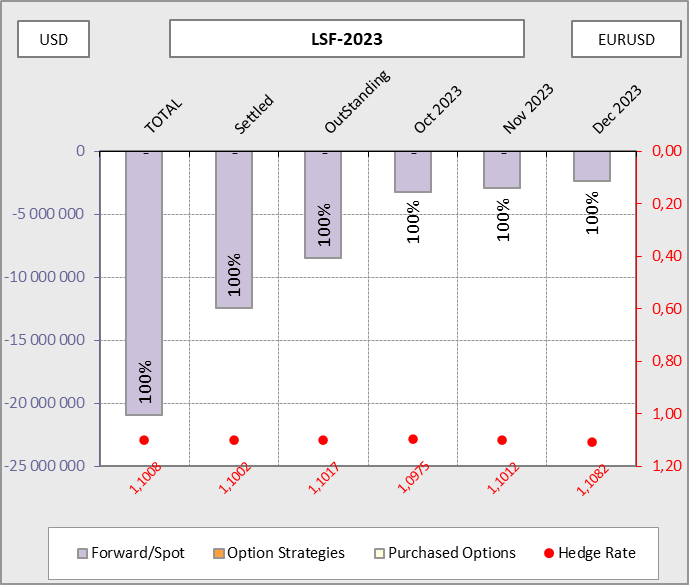 USD
LSF-2023
EURUSD
TOTAL
Settled
OutStanding
Oct 2023
Nov 2023
Dec 2023
0
-5 000 000
-10 000 000
-15 000 000
-20 000 000
-25 000 000
100%
100%
100%
100%
100%
100%
0,00
0,20
0,40
0,60
0,80
1,00
1,20
1,1008
1,1002
1,1017
1,0975
1,1012
1,1082
Forward/Spot
Option Strategies
Purchased Options
Hedge Rate